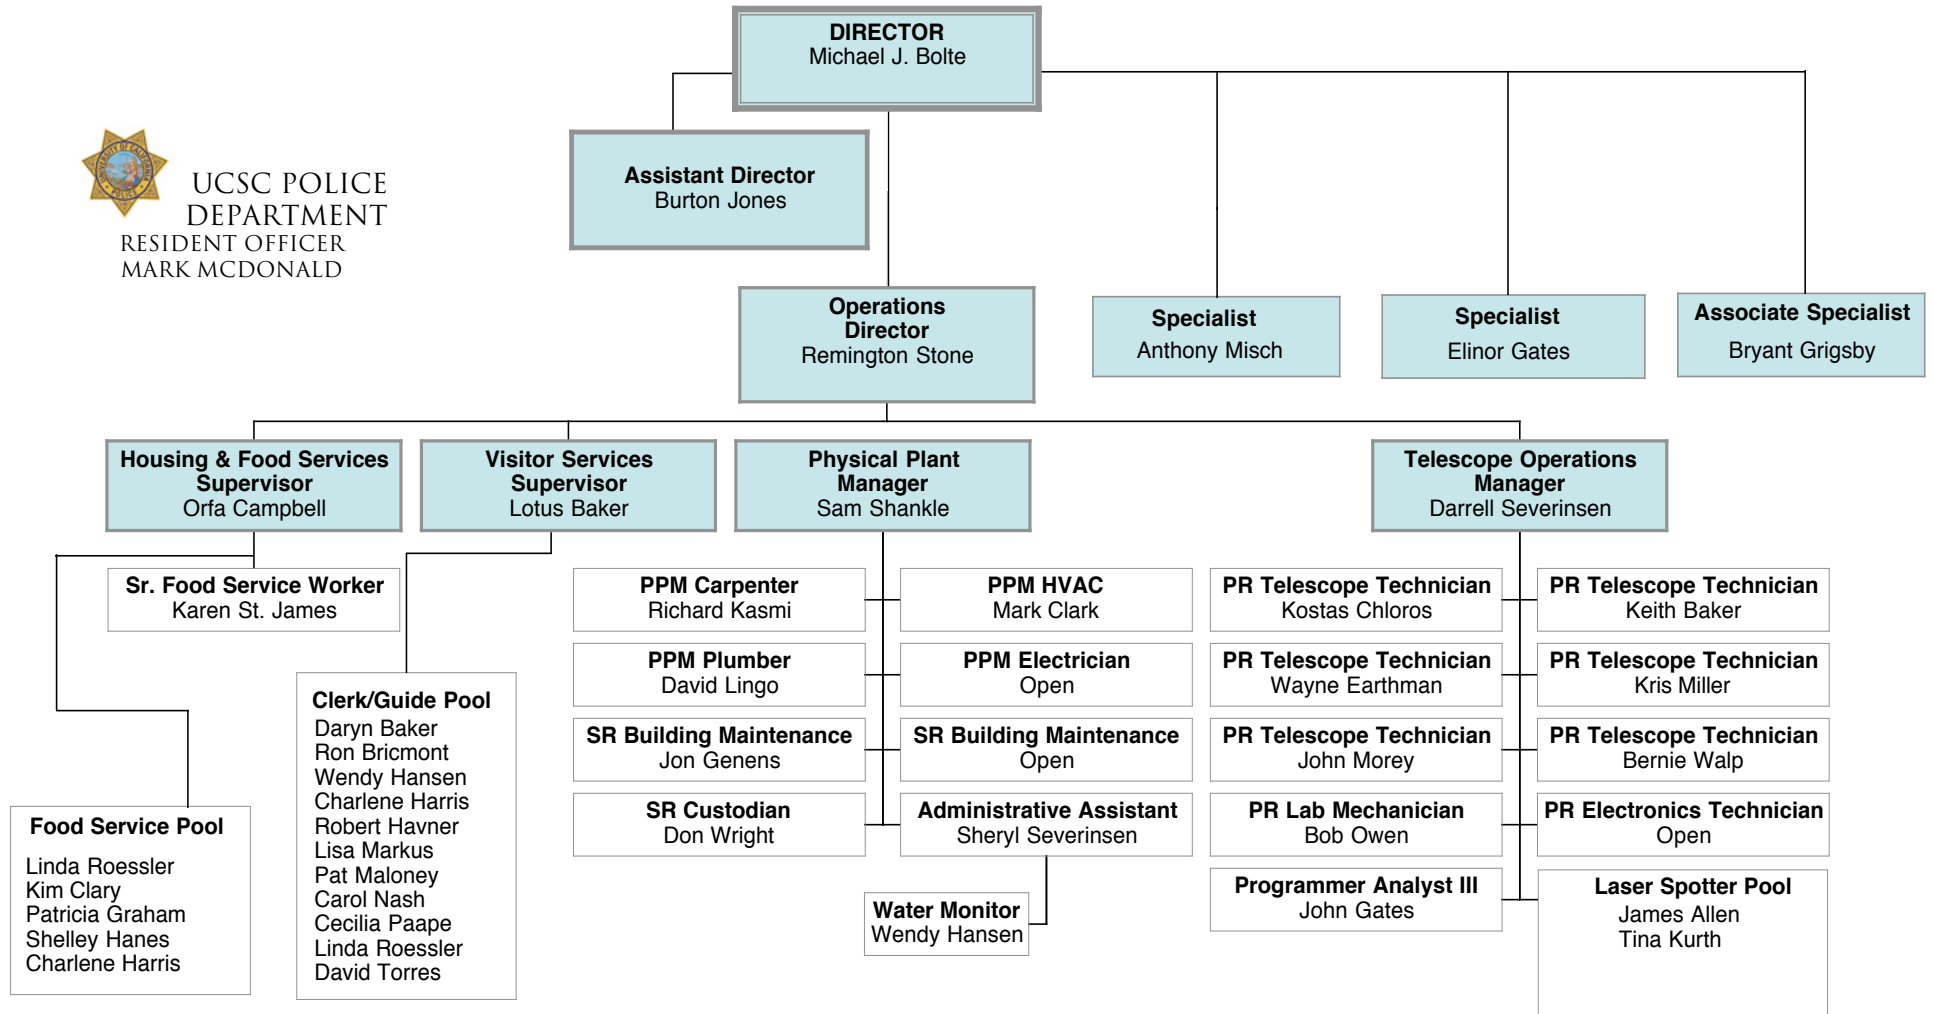 DIRECTOR
Michael J. Bolte
UNIVERSITY OF CALIFORNIA
POLICE
UCSC POLICE
DEPARTMENT
RESIDENT OFFICER
MARK MCDONALD
Assistant Director
Burton Jones
Operations
Director
Remington Stone
Specialist
Anthony Misch
Specialist
Elinor Gates
Associate Specialist
Bryant Grigsby
Housing & Food Services
Supervisor
Orfa Campbell
Visitor Services
Supervisor
Lotus Baker
Physical Plant
Manager
Sam Shankle
Telescope Operations
Manager
Darrell Severinsen
Sr. Food Service Worker
Karen St. James
Food Service Pool
Linda Roessler
Kim Clary
Patricia Graham
Shelley Hanes
Charlene Harris
Clerk/Guide Pool
Daryn Baker
Ron Bricmont
Wendy Hansen
Charlene Harris
Robert Havner
Lisa Markus
Pat Maloney
Carol Nash
Cecilia Paape
Linda Roessler
David Torres
PPM Carpenter
Richard Kasmi
PPM HVAC
Mark Clark
PPM Plumber
David Lingo
PPM Electrician
Open
SR Building Maintenance
Jon Genens
SR Building Maintenance
Open
SR Custodian
Don Wright
Administrative Assistant
Sheryl Severinsen
Water Monitor
Wendy Hansen
PR Telescope Technician
Kostas Chloros
PR Telescope Technician
Keith Baker
PR Telescope Technician
Wayne Earthman
PR Telescope Technician
Kris Miller
PR Telescope Technician
John Morey
PR Telescope Technician
Bernie Walp
PR Lab Mechanician
Bob Owen
PR Electronics Technician
Open
Programmer Analyst III
John Gates
Laser Spotter Pool
James Allen
Tina Kurth